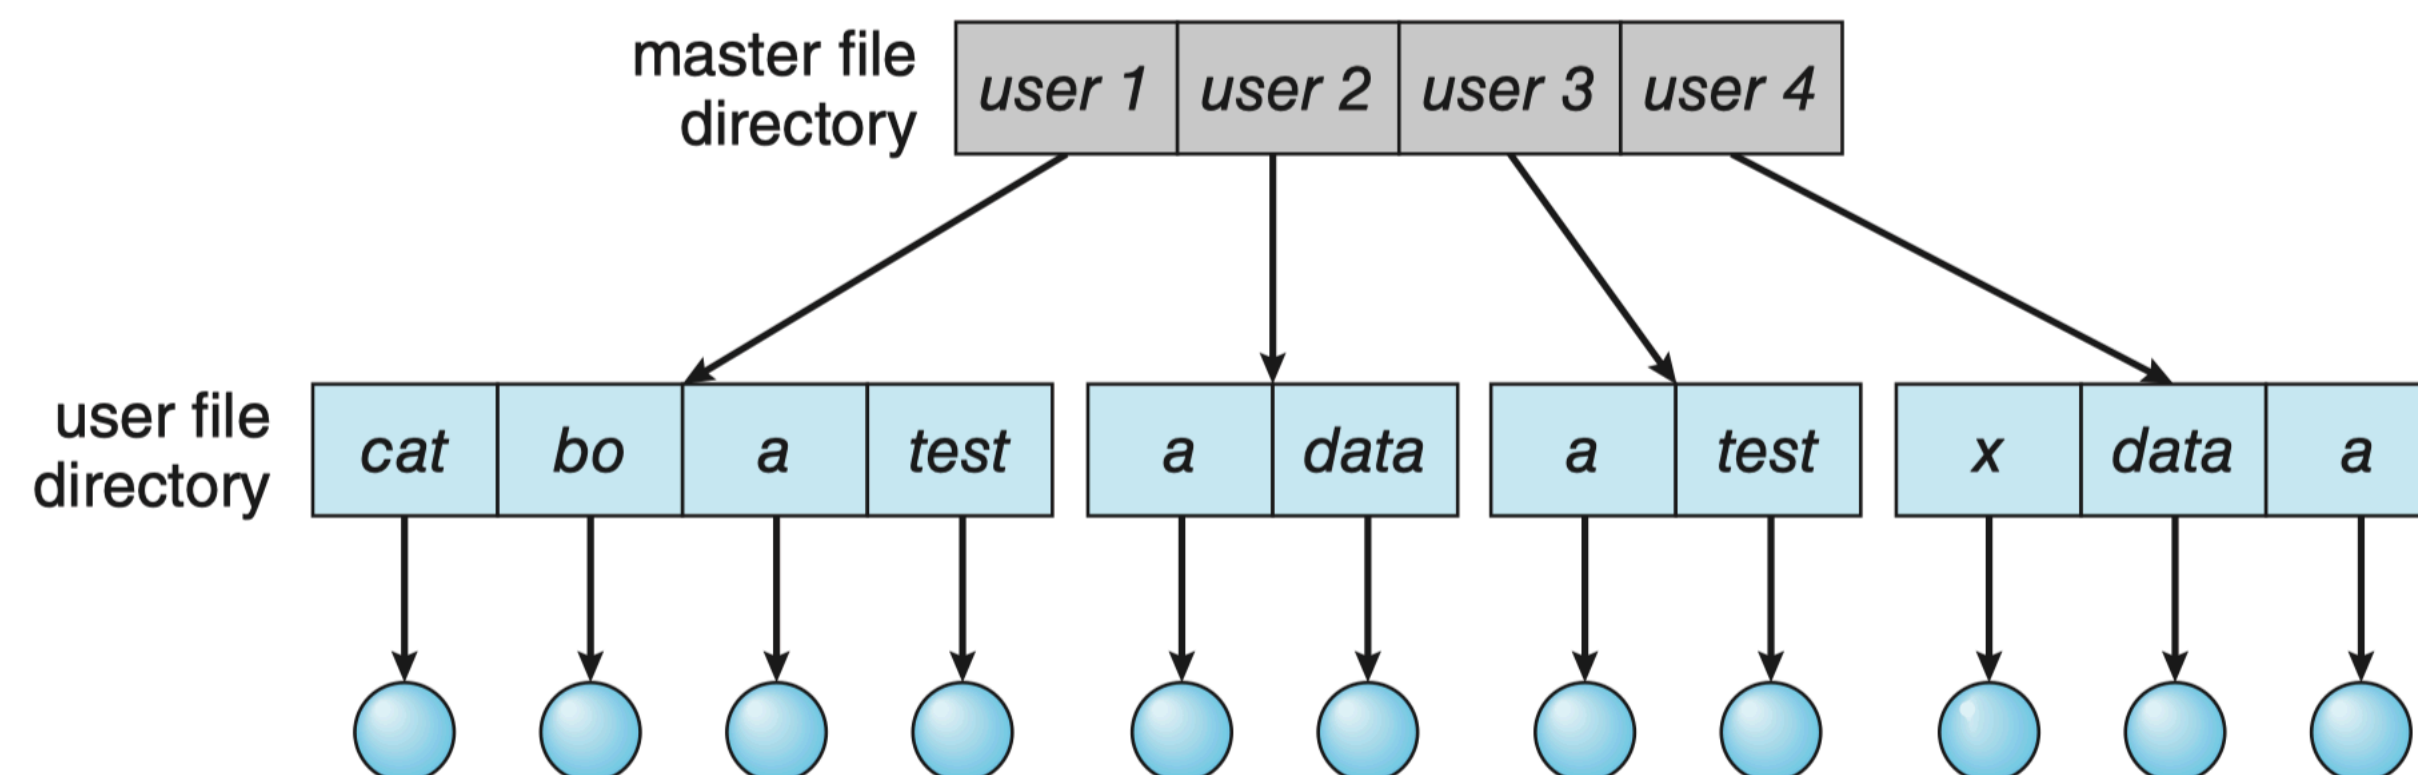 master file
directory
user 1 user 2 user 3 user 4
user file
directory
cat bo a test a data a test x data a